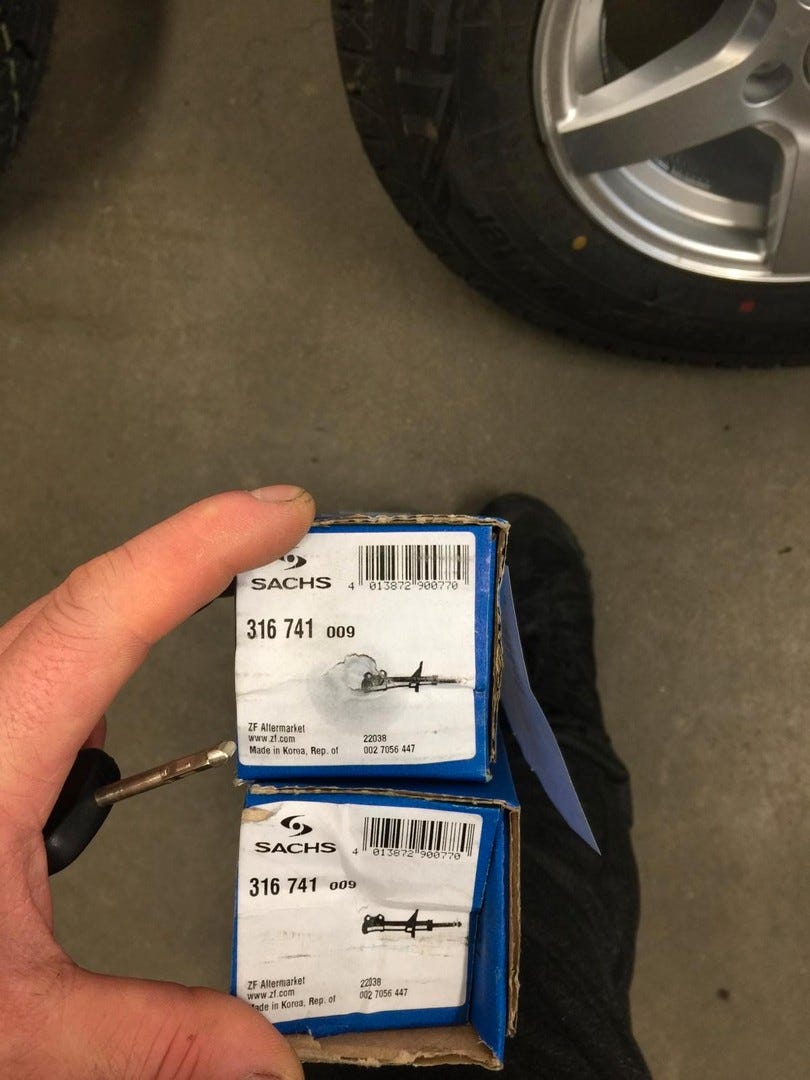 SACHS
4 013872 900770
316 741 009
ZF Aftermarket
www.zf.com
22038
Made in Korea, Rep. of
002 7056 447
SACHS
4 013872 900770
316 741 009
ZF Aftermarket
www.zf.com
22038
Made in Korea, Rep. of
002 7056 447